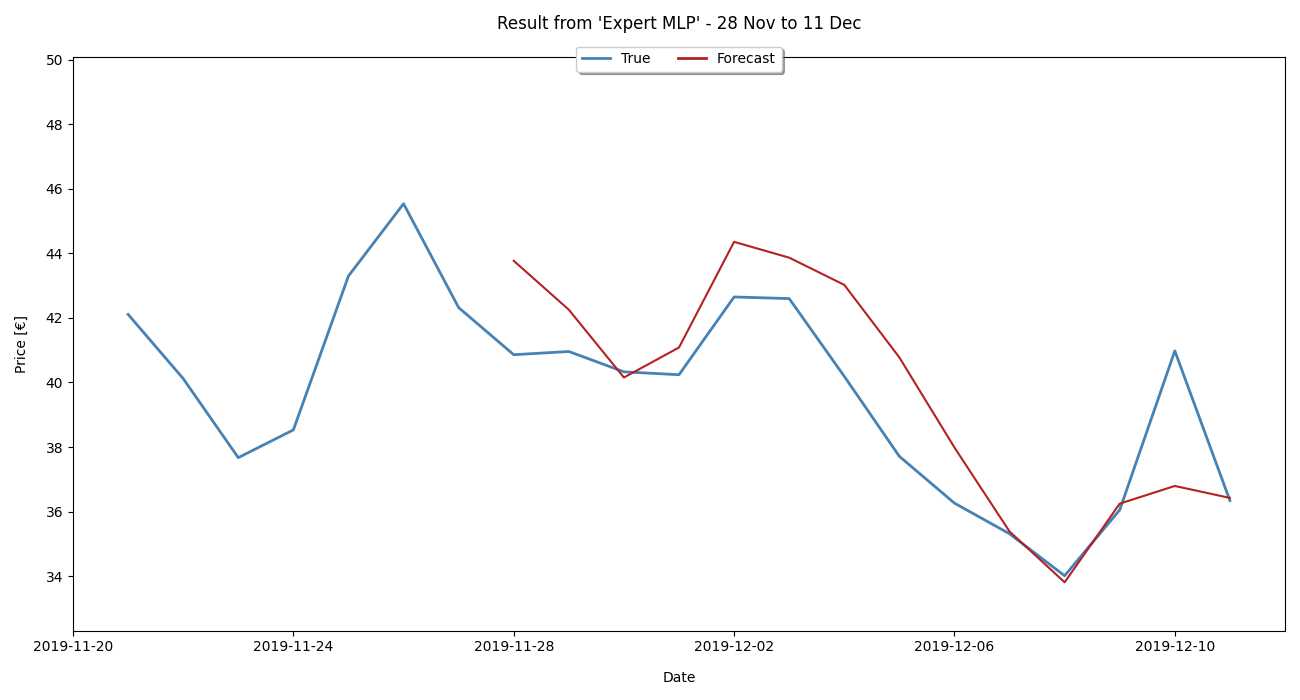 Result from 'Expert MLP' - 28 Nov to 11 Dec
True Forecast
50
48
46
44
42
40
38
36
34
Price [€]
2019-11-20 2019-11-24 2019-11-28 2019-12-02 2019-12-06 2019-12-10
Date